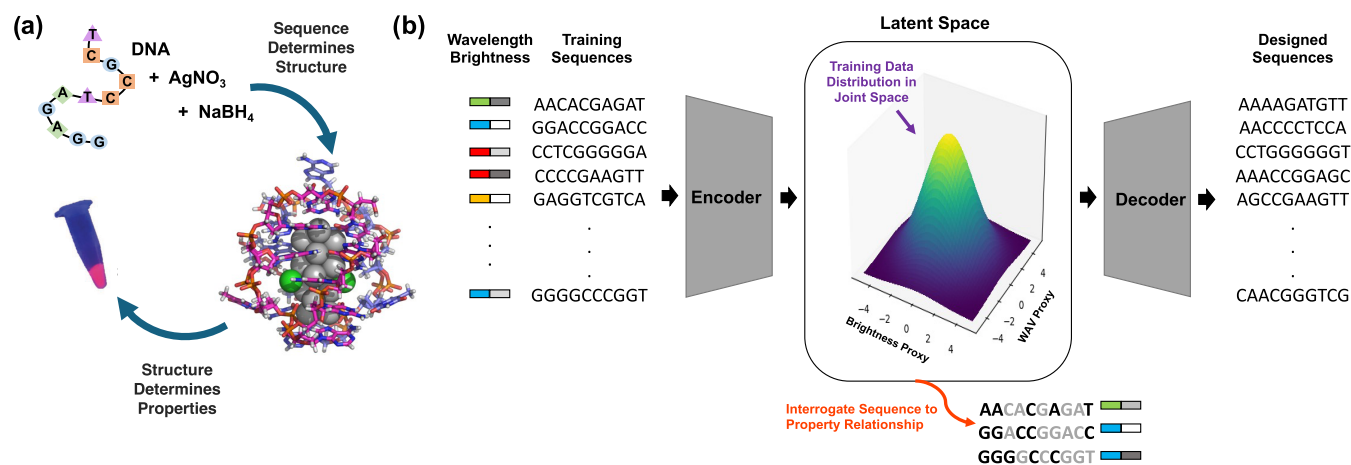 (a)
T
C
G
C
C
T
A
G
A
G
G
DNA
+ AgNO3
+ NaBH4
Sequence
Determines
Structure
Structure
Determines
Properties
(b)
Wavelength
Brightness
Training
Sequences
AACACGAGAT
GGACCGGACC
CCTCGGGGGA
CCCCGAAGTT
GAGGTCGTCA
.
.
.
GGGGCCCGGT
Encoder
Latent Space
Training Data
Distribution in
Joint Space
−4
−2
0
2
4
Brightness Proxy
−4
−2
0
2
4
WAV Proxy
Interrogate Sequence to
Property Relationship
AACACGAGAT
GGACCGGACC
GGGGCCCGGT
Decoder
Designed
Sequences
AAAAGATGTT
AACCCCTCCA
CCTGGGGGGT
AAACCGGAGC
AGCCGAAGTT
.
.
.
CAACGGGTCG